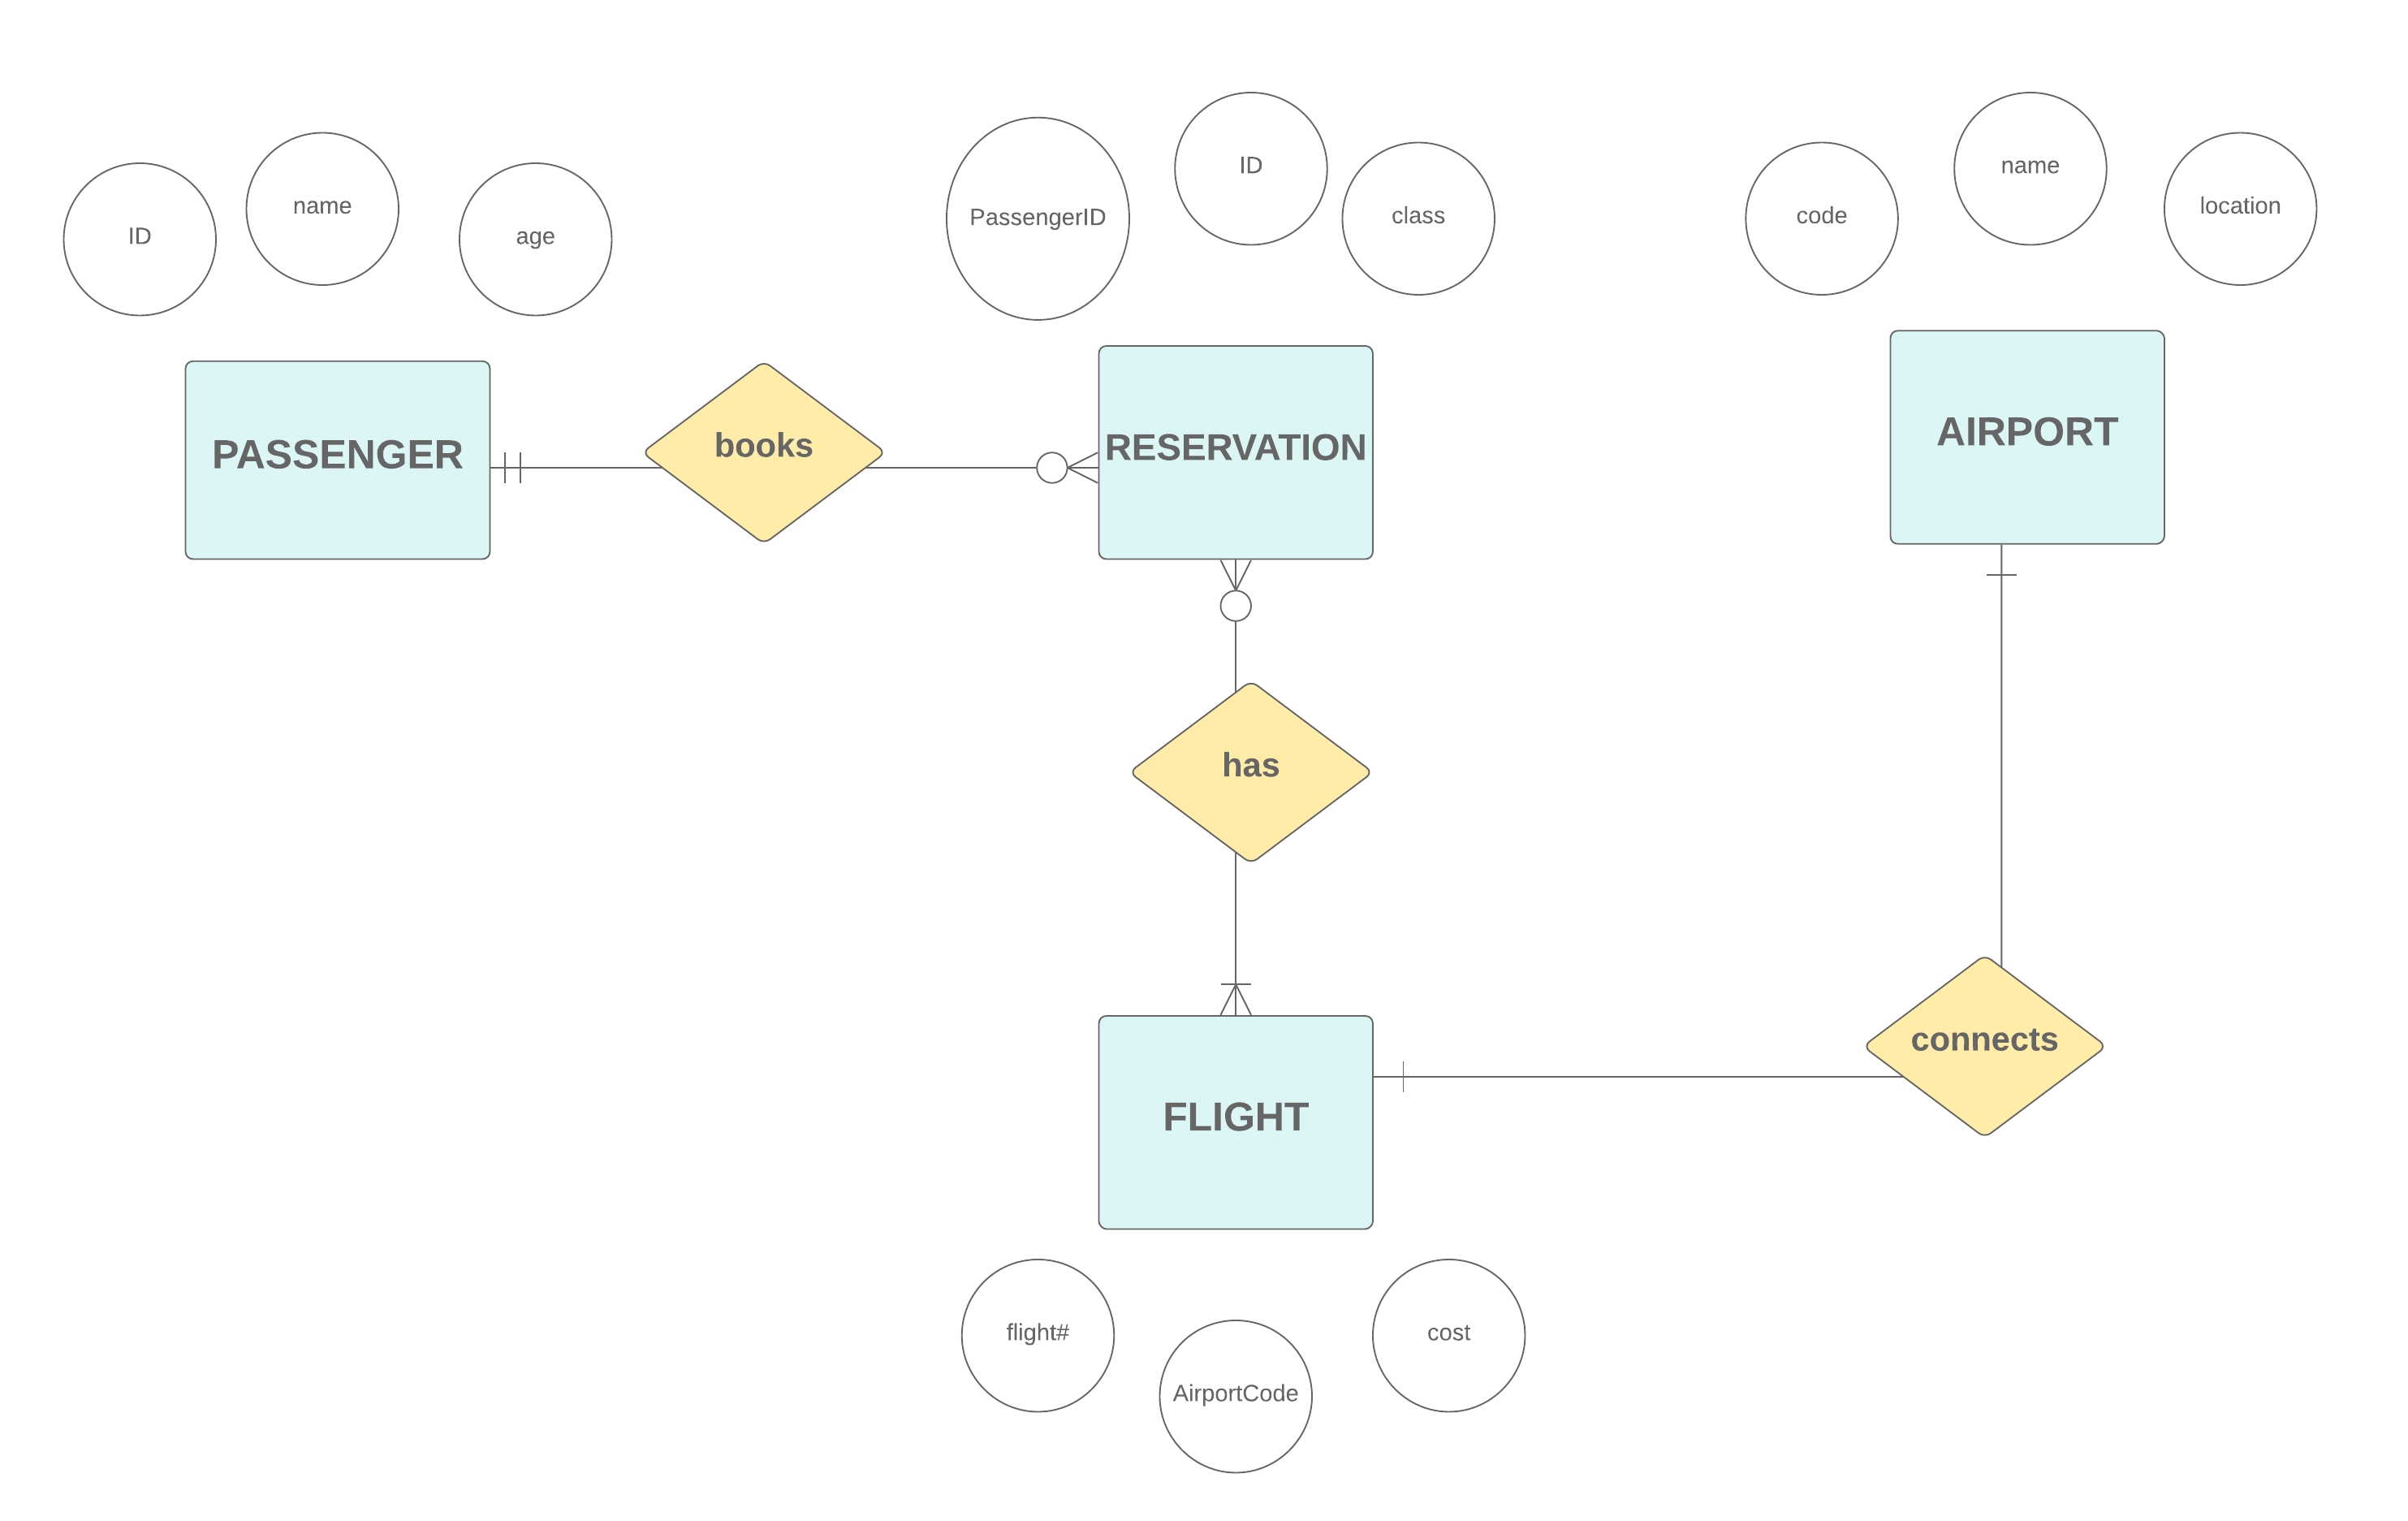 ID
name
age
PassengerID
ID
class
code
name
location
PASSENGER
books
RESERVATION
AIRPORT
has
connects
FLIGHT
flight#
AirportCode
cost